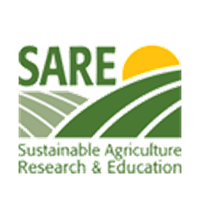 SARE
Sustainable Agriculture
Research & Education